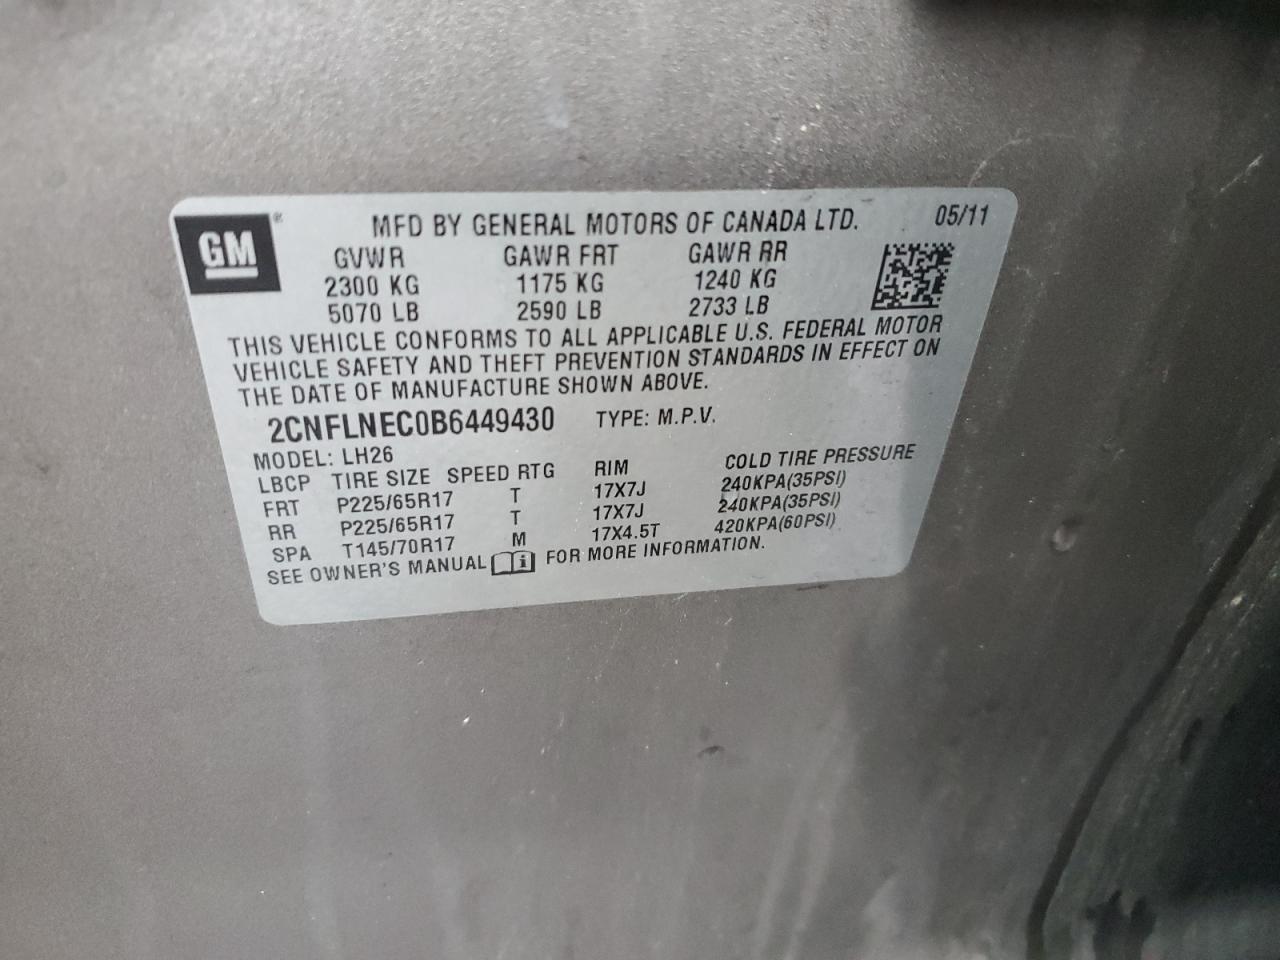 GM® MFD BY GENERAL MOTORS OF CANADA LTD. 05/11
GVWR GAWR FRT GAWR RR
2300 KG 1175 KG 1240 KG
5070 LB 2590 LB 2733 LB
THIS VEHICLE CONFORMS TO ALL APPLICABLE U.S. FEDERAL MOTOR
VEHICLE SAFETY AND THEFT PREVENTION STANDARDS IN EFFECT ON
THE DATE OF MANUFACTURE SHOWN ABOVE.
2CNFLNEC0B6449430 TYPE: M.P.V.
MODEL: LH26
LBCP TIRE SIZE SPEED RTG RIM COLD TIRE PRESSURE
FRT P225/65R17 T 17X7J 240KPA(35PSI)
RR P225/65R17 T 17X7J 240KPA(35PSI)
SPA T145/70R17 M 17X4.5T 420KPA(60PSI)
SEE OWNER'S MANUAL i FOR MORE INFORMATION.